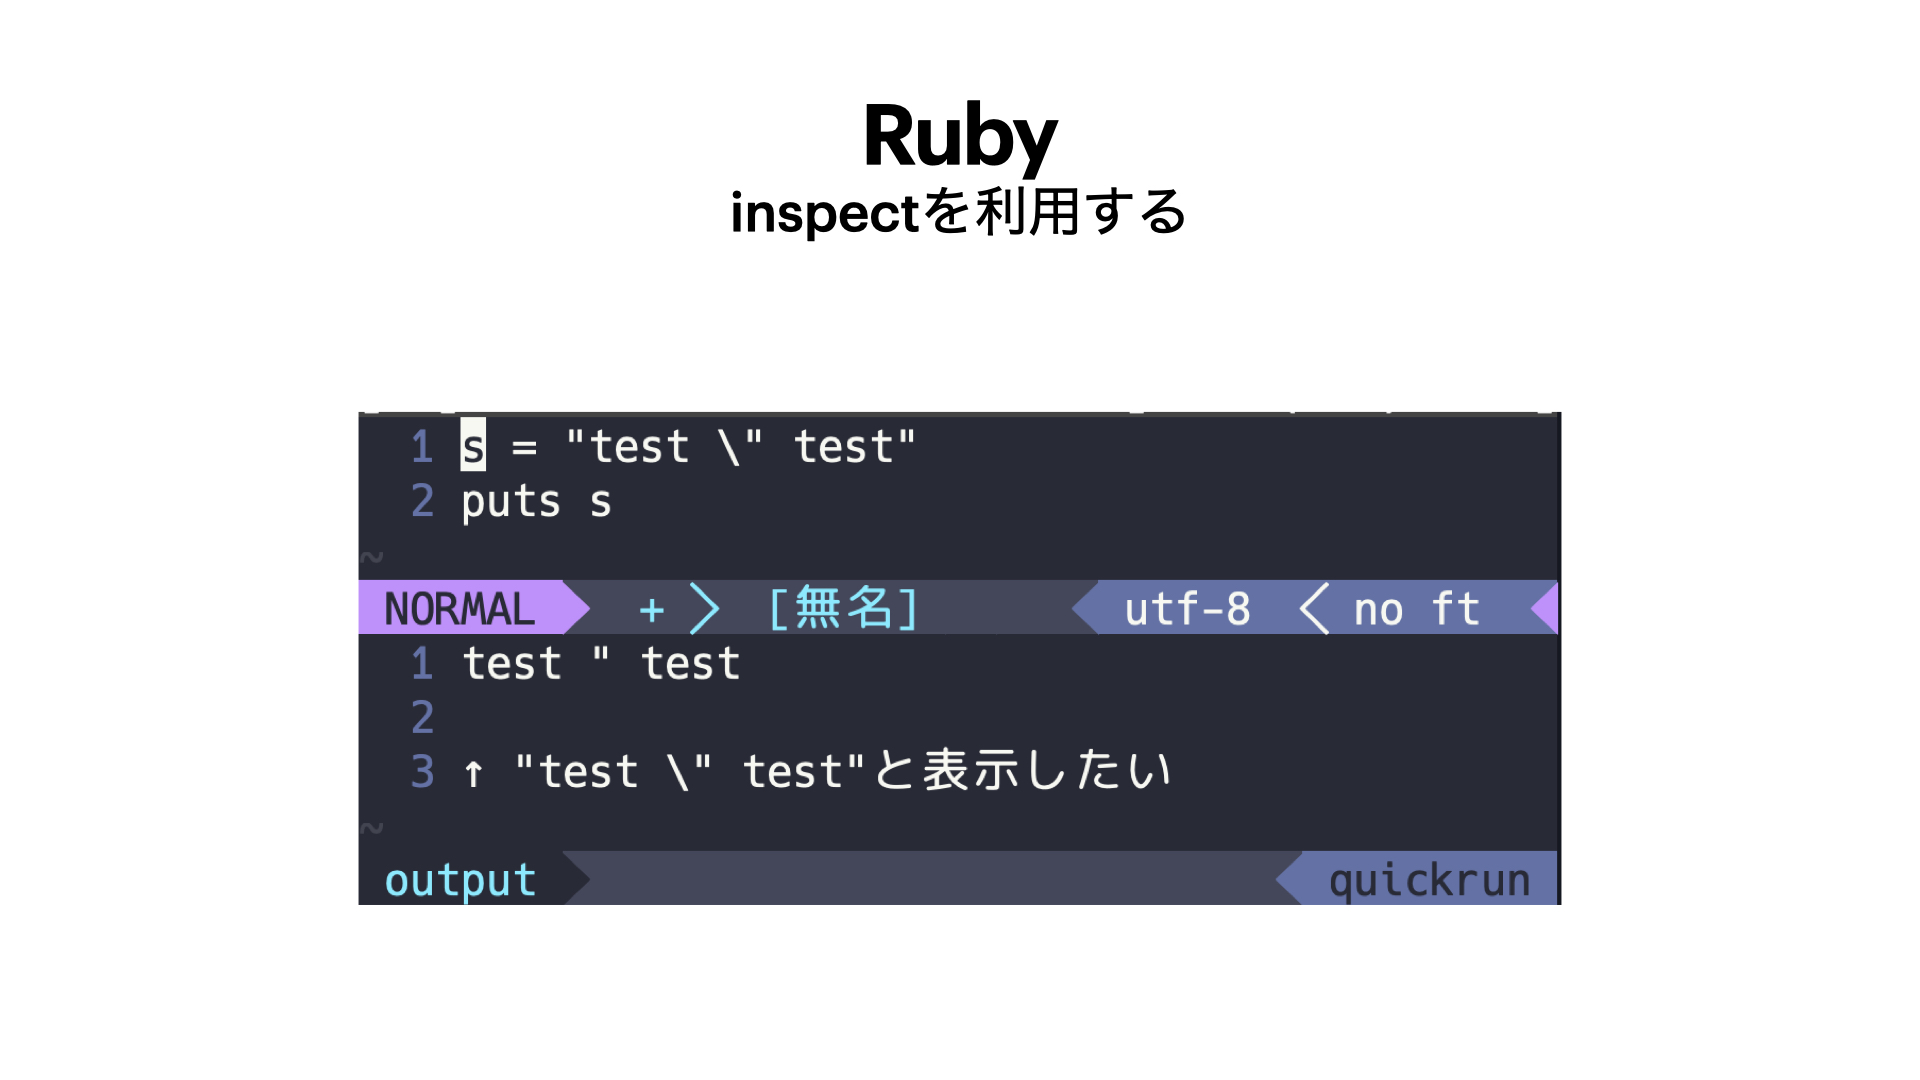 Ruby
inspectを利用する
1 s = "test \" test"
2 puts s
~
NORMAL + [無名] utf-8 no ft
1 test " test
2
3 ↑ "test \" test"と表示したい
~
output quickrun